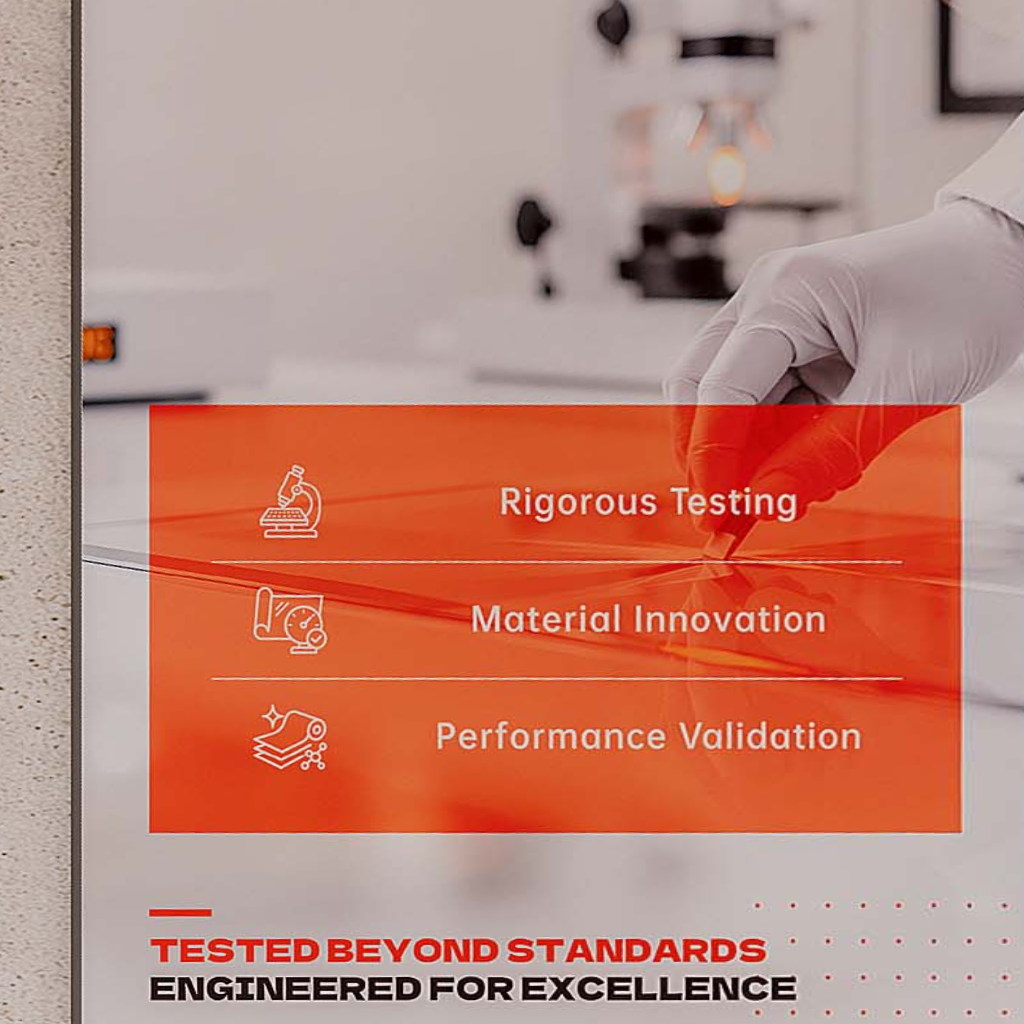 Rigorous Testing
Material Innovation
Performance Validation
TESTED BEYOND STANDARDS
ENGINEERED FOR EXCELLENCE